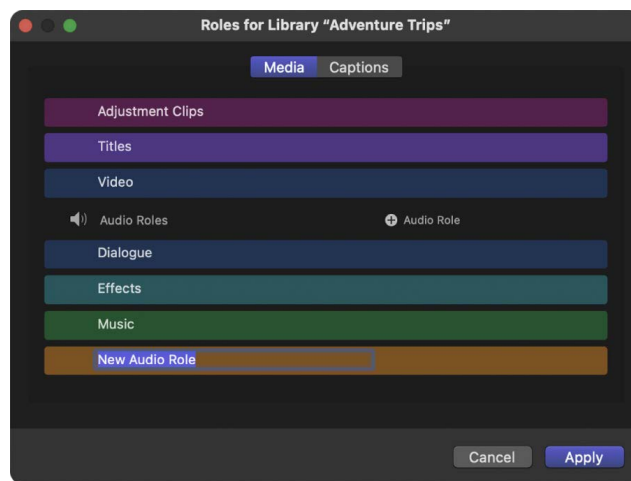 Roles for Library “Adventure Trips”
Media Captions
Adjustment Clips
Titles
Video
Audio Roles Audio Role
Dialogue
Effects
Music
New Audio Role
Cancel Apply